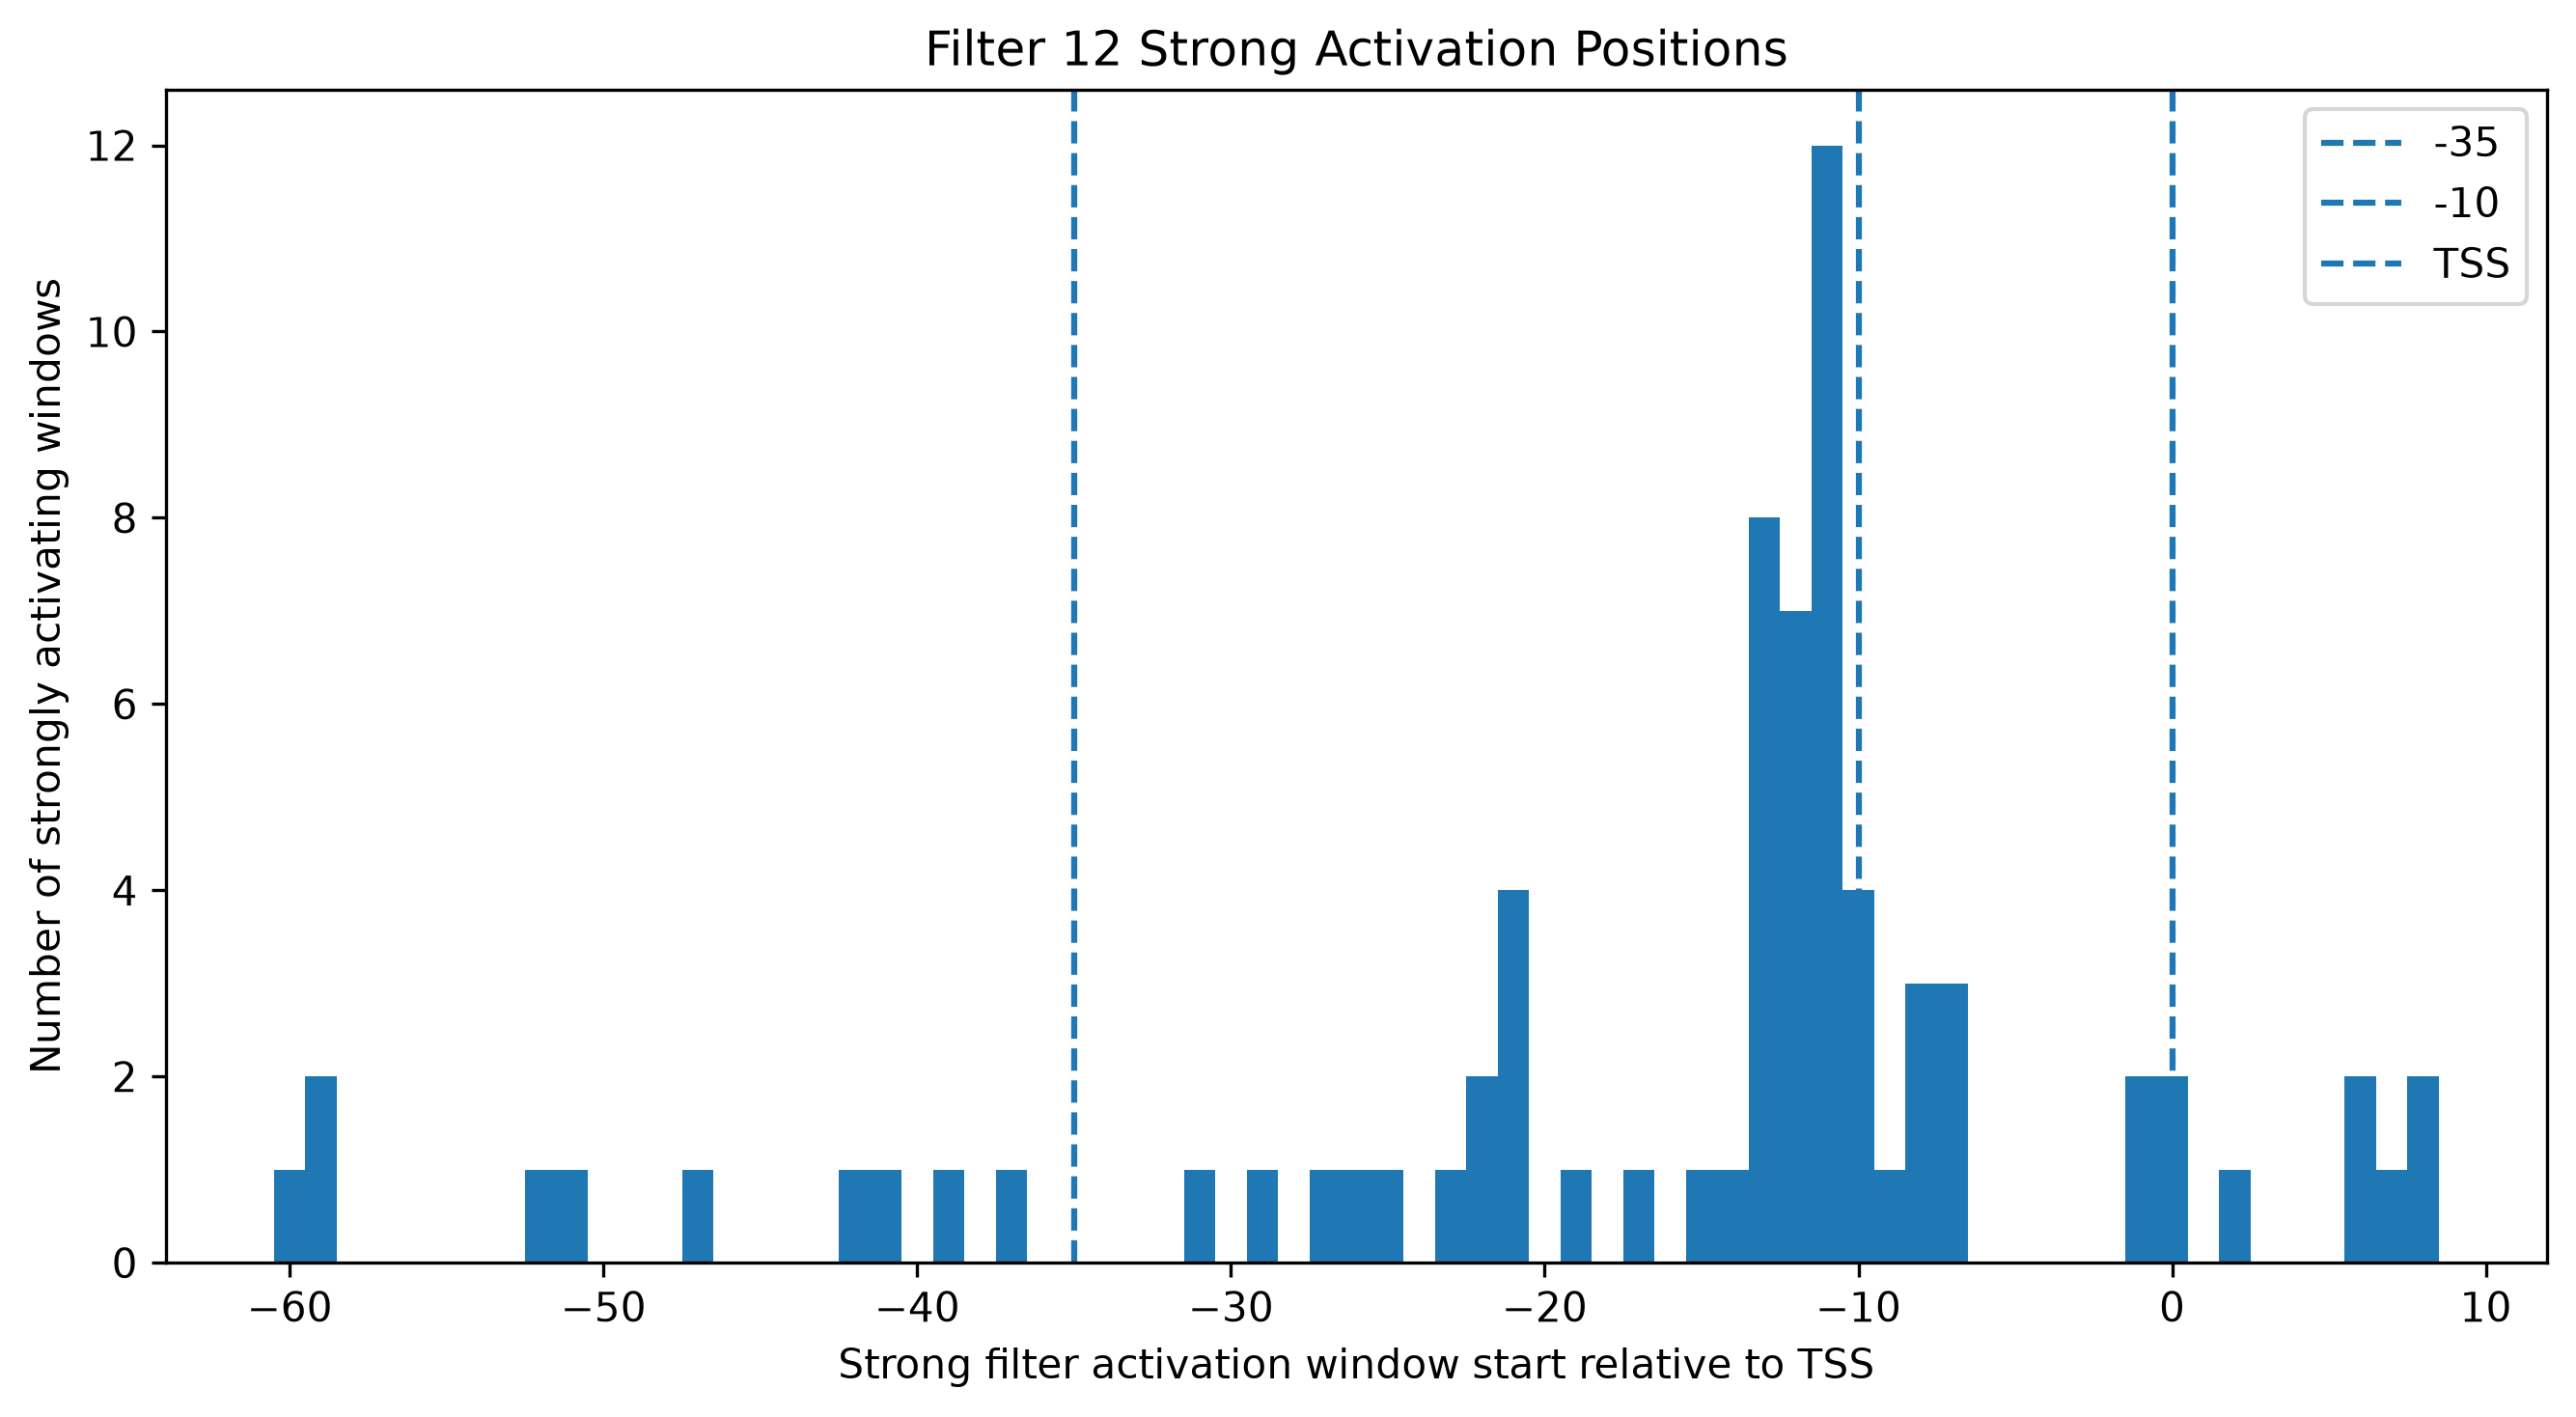 Filter 12 Strong Activation Positions
-35
-10
TSS
12
10
8
6
4
2
0
Number of strongly activating windows
−60 −50 −40 −30 −20 −10 0 10
Strong filter activation window start relative to TSS